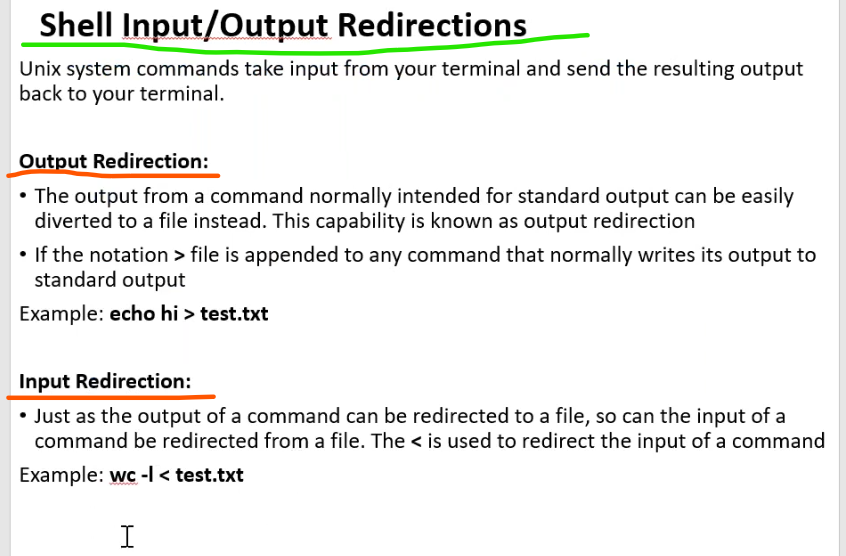 Shell Input/Output Redirections
Unix system commands take input from your terminal and send the resulting output
back to your terminal.
Output Redirection:
• The output from a command normally intended for standard output can be easily
diverted to a file instead. This capability is known as output redirection
• If the notation > file is appended to any command that normally writes its output to
standard output
Example: echo hi > test.txt
Input Redirection:
• Just as the output of a command can be redirected to a file, so can the input of a
command be redirected from a file. The < is used to redirect the input of a command
Example: wc -l < test.txt